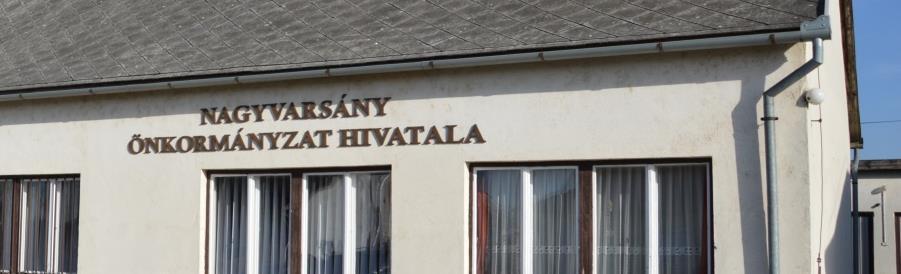 NAGYVARSÁNY
ÖNKORMÁNYZAT HIVATALA